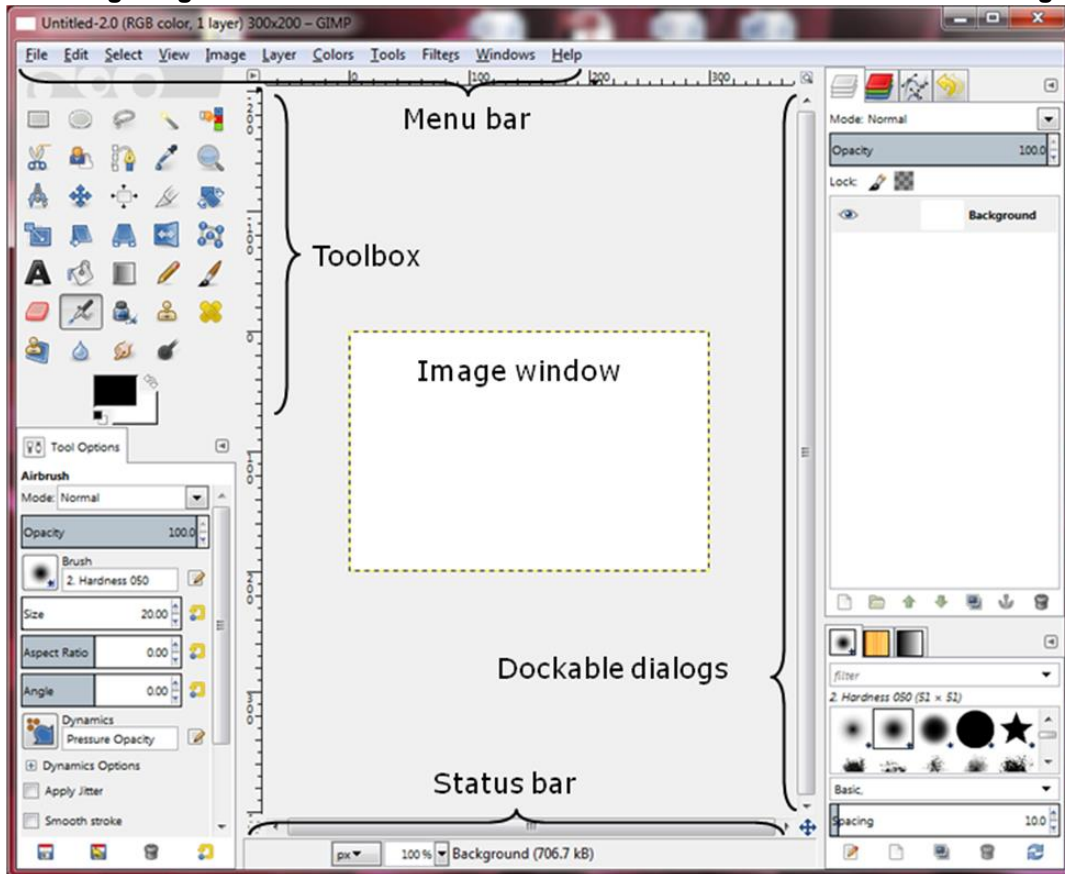 Untitled-2.0 (RGB color, 1 layer) 300x200 – GIMP
File Edit Select View Image Layer Colors Tools Filters Windows Help
0 100 200 300
Menu bar
Mode: Normal
Opacity 100.0
Lock:
Background
Toolbox
Image window
Tool Options
Airbrush
Mode: Normal
Opacity 100.0
Brush
2. Hardness 050
Size 20.00
Aspect Ratio 0.00
Angle 0.00
Dynamics
Pressure Opacity
Dynamics Options
Apply Jitter
Smooth stroke
Dockable dialogs
filter
2. Hardness 050 (51 × 51)
Basic,
Spacing 10.0
Status bar
px 100 % Background (706.7 kB)